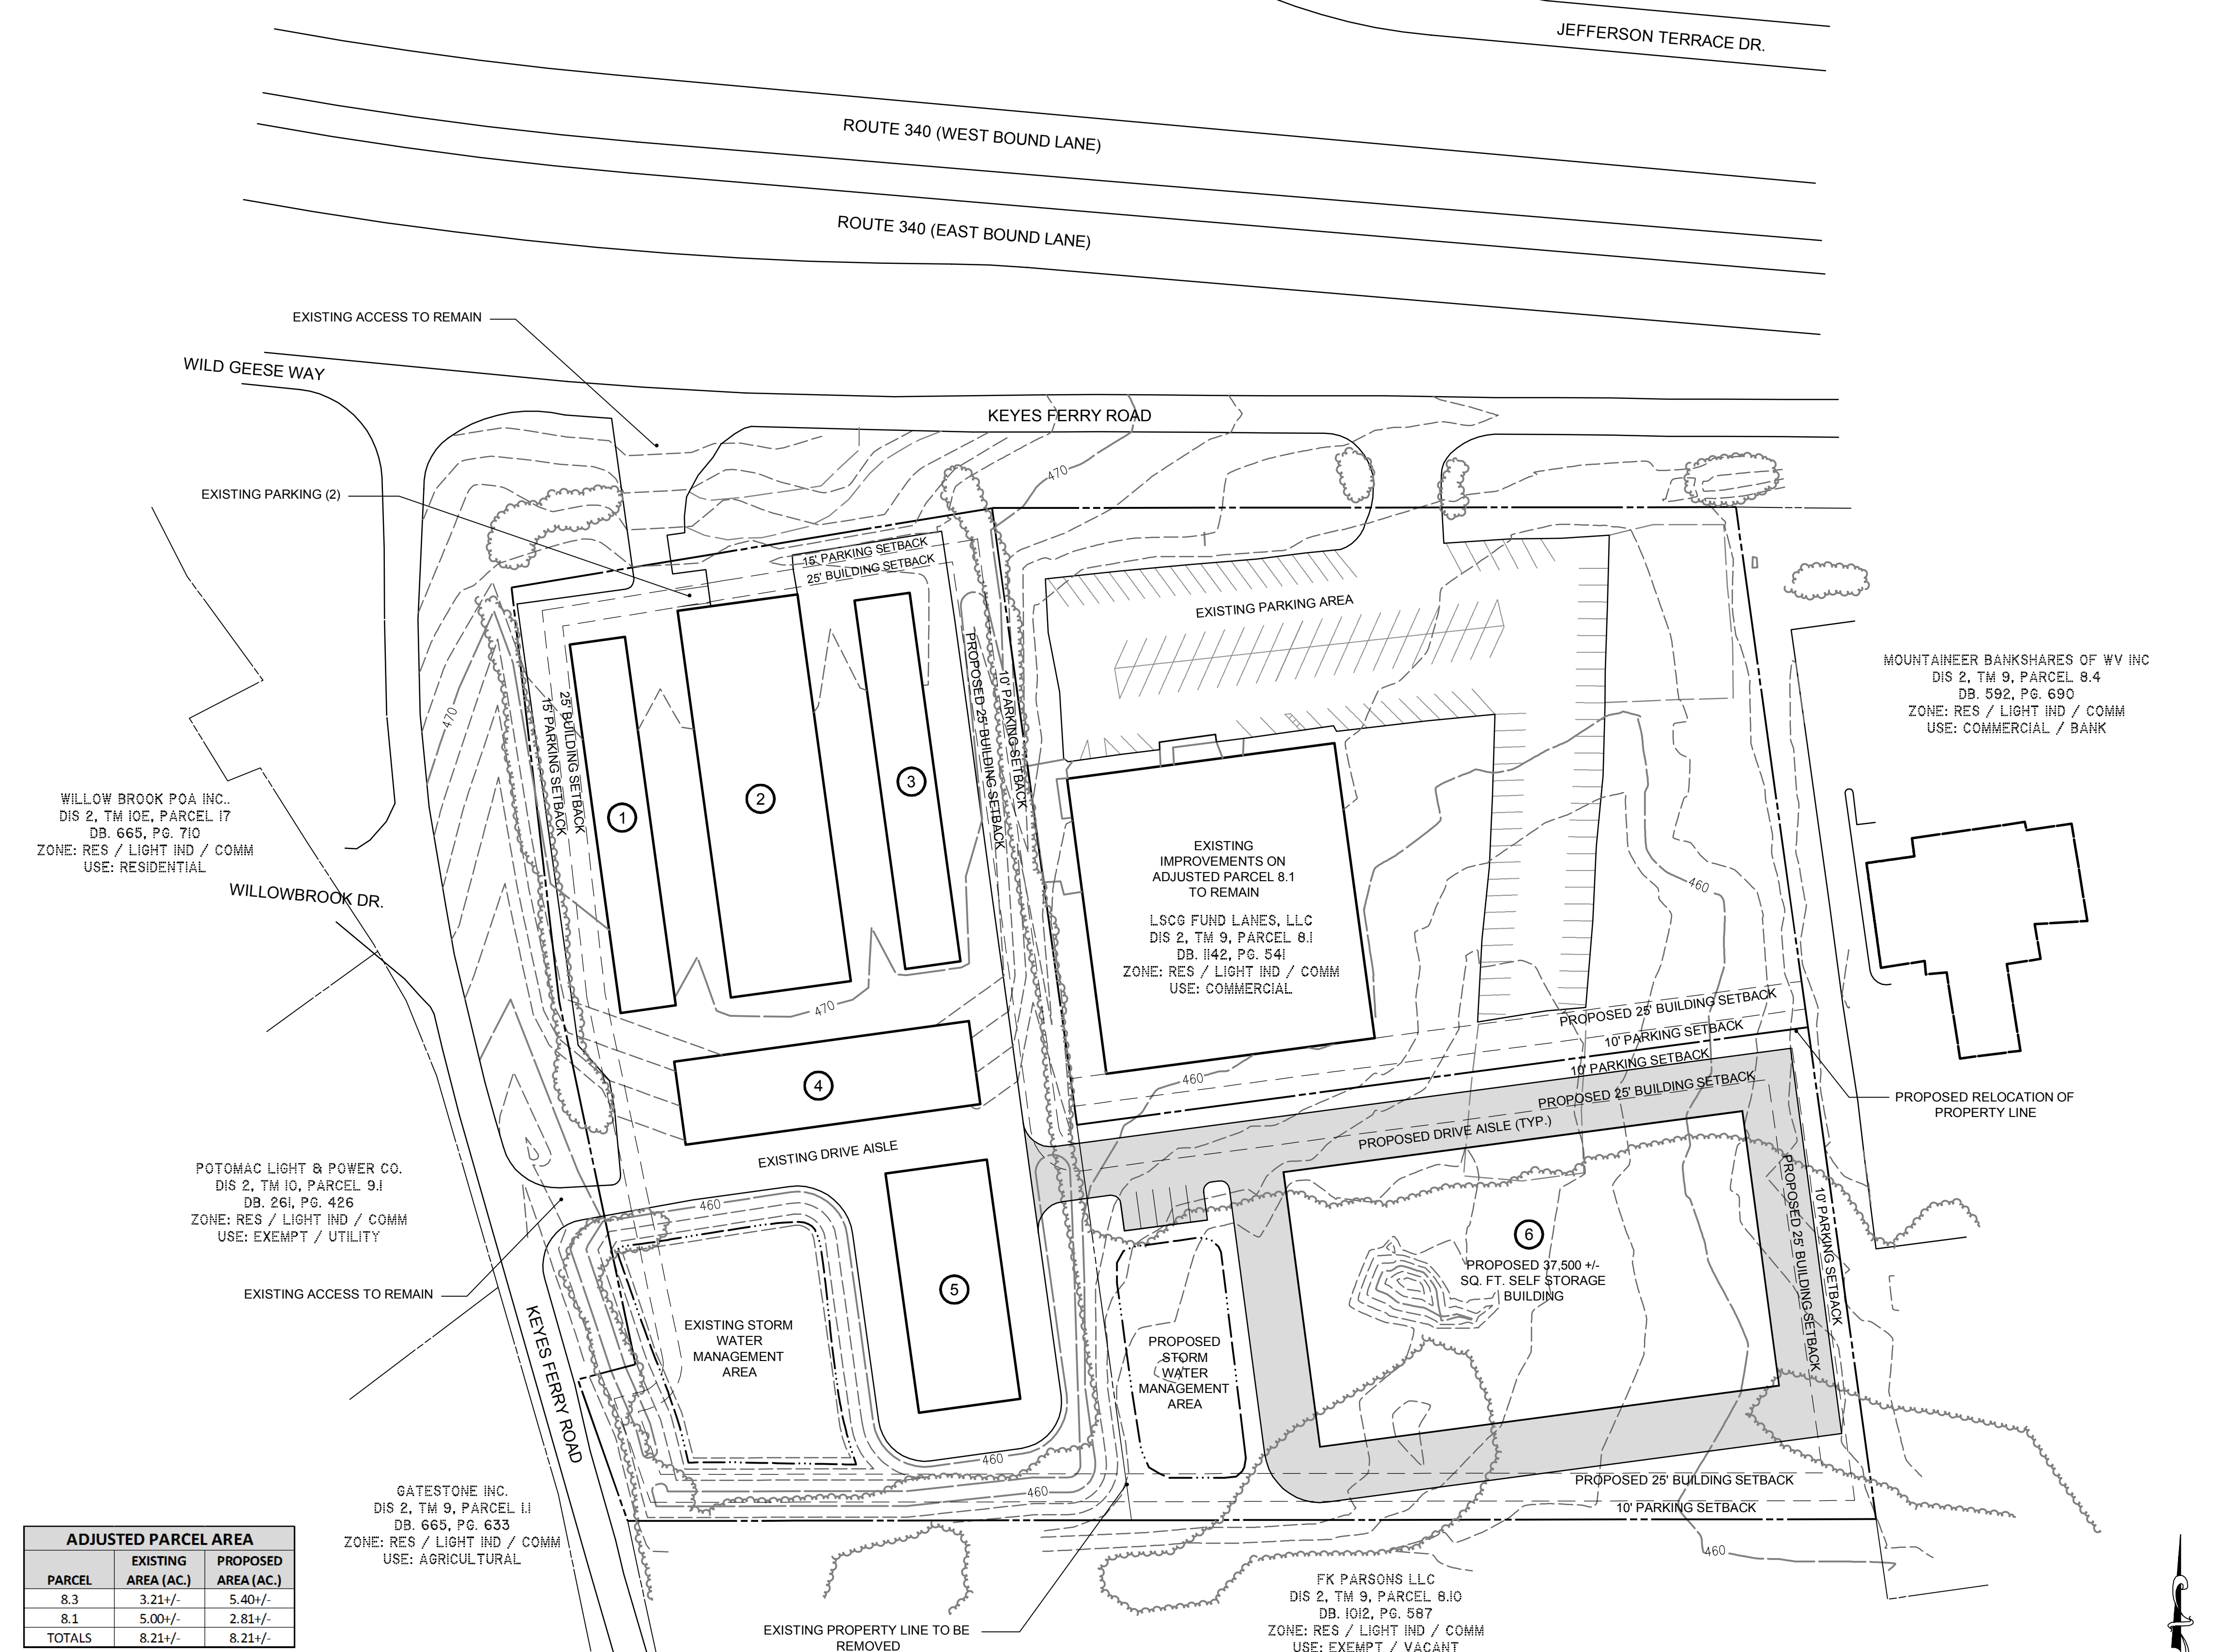 JEFFERSON TERRACE DR.
ROUTE 340 (WEST BOUND LANE)
ROUTE 340 (EAST BOUND LANE)
EXISTING ACCESS TO REMAIN
WILD GEESE WAY
KEYES FERRY ROAD
470
EXISTING PARKING (2)
15' PARKING SETBACK
25' BUILDING SETBACK
EXISTING PARKING AREA
PROPOSED 25' BUILDING SETBACK
10' PARKING SETBACK
25' BUILDING SETBACK
15' PARKING SETBACK
470
1
2
3
MOUNTAINEER BANKSHARES OF WV INC
DIS 2, TM 9, PARCEL 8.4
DB. 592, PG. 690
ZONE: RES / LIGHT IND / COMM
USE: COMMERCIAL / BANK
WILLOW BROOK POA INC..
DIS 2, TM 10E, PARCEL 17
DB. 665, PG. 710
ZONE: RES / LIGHT IND / COMM
USE: RESIDENTIAL
WILLOWBROOK DR.
EXISTING
IMPROVEMENTS ON
ADJUSTED PARCEL 8.1
TO REMAIN
LSCG FUND LANES, LLC
DIS 2, TM 9, PARCEL 8.1
DB. 1142, PG. 541
ZONE: RES / LIGHT IND / COMM
USE: COMMERCIAL
460
470
PROPOSED 25' BUILDING SETBACK
10' PARKING SETBACK
10' PARKING SETBACK
PROPOSED 25' BUILDING SETBACK
460
4
PROPOSED RELOCATION OF
PROPERTY LINE
PROPOSED DRIVE AISLE (TYP.)
EXISTING DRIVE AISLE
POTOMAC LIGHT & POWER CO.
DIS 2, TM 10, PARCEL 9.1
DB. 261, PG. 426
ZONE: RES / LIGHT IND / COMM
USE: EXEMPT / UTILITY
460
PROPOSED 25' BUILDING SETBACK
10' PARKING SETBACK
6
PROPOSED 37,500 +/-
SQ. FT. SELF STORAGE
BUILDING
EXISTING ACCESS TO REMAIN
5
KEYES FERRY ROAD
EXISTING STORM
WATER
MANAGEMENT
AREA
PROPOSED
STORM
WATER
MANAGEMENT
AREA
460
460
PROPOSED 25' BUILDING SETBACK
10' PARKING SETBACK
460
GATESTONE INC.
DIS 2, TM 9, PARCEL 1.1
DB. 665, PG. 633
ZONE: RES / LIGHT IND / COMM
USE: AGRICULTURAL
ADJUSTED PARCEL AREA
PARCEL EXISTING AREA (AC.) PROPOSED AREA (AC.)
8.3 3.21+/- 5.40+/-
8.1 5.00+/- 2.81+/-
TOTALS 8.21+/- 8.21+/-
EXISTING PROPERTY LINE TO BE
REMOVED
FK PARSONS LLC
DIS 2, TM 9, PARCEL 8.10
DB. 1012, PG. 587
ZONE: RES / LIGHT IND / COMM
USE: EXEMPT / VACANT